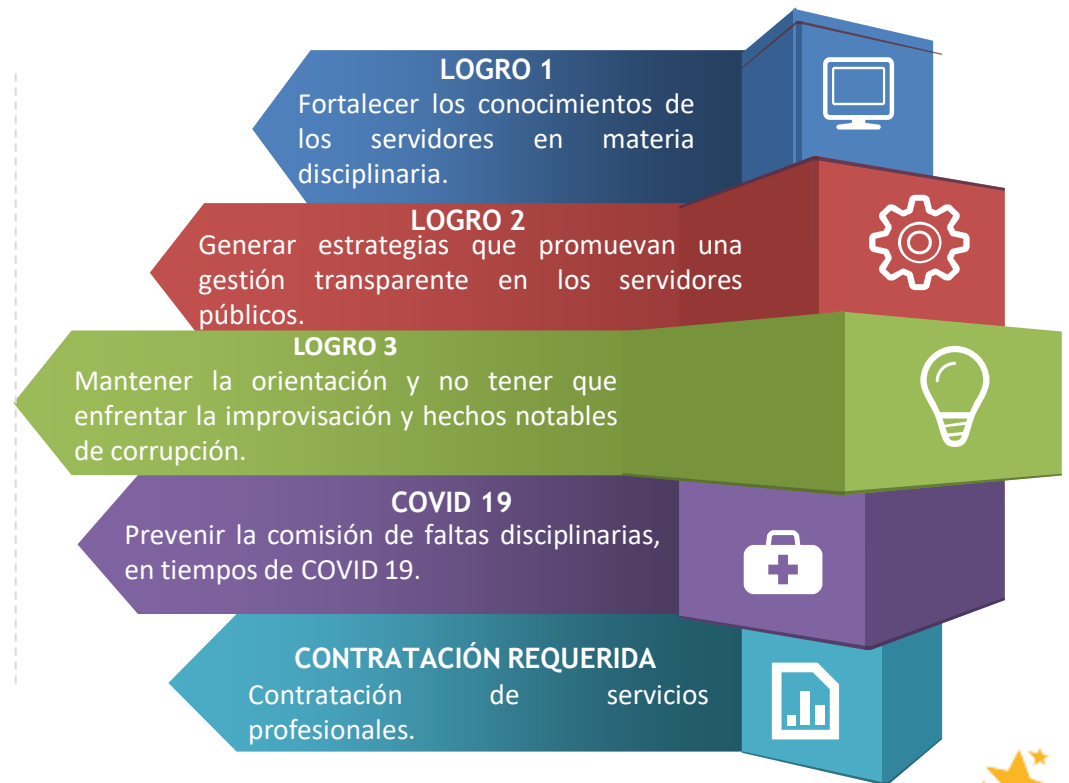 LOGRO 1
Fortalecer los conocimientos de
los servidores en materia
disciplinaria.
LOGRO 2
Generar estrategias que promuevan una
gestión transparente en los servidores
públicos.
LOGRO 3
Mantener la orientación y no tener que
enfrentar la improvisación y hechos notables
de corrupción.
COVID 19
Prevenir la comisión de faltas disciplinarias,
en tiempos de COVID 19.
CONTRATACIÓN REQUERIDA
Contratación de servicios
profesionales.